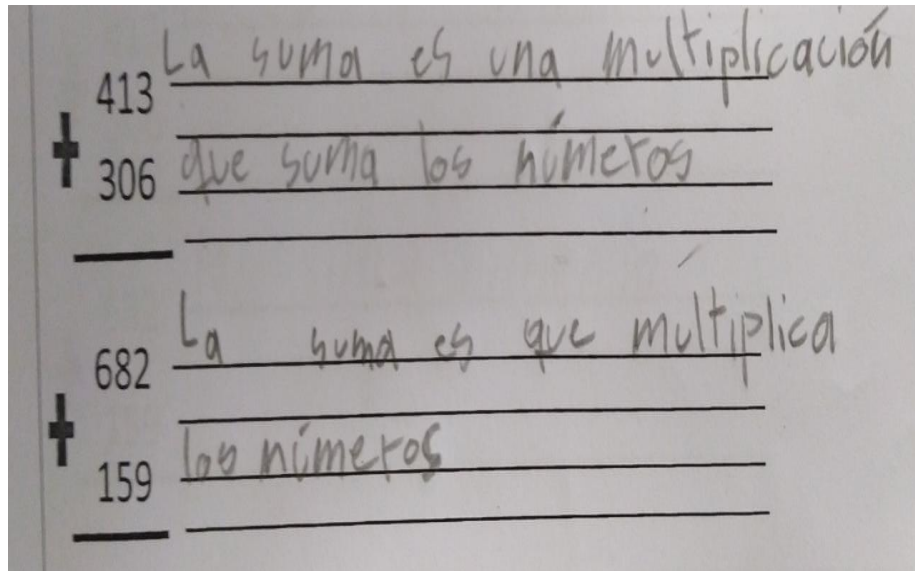 La suma es una multiplicación
413
+
que suma los números
306
La suma es que multiplica
682
+
los números
159